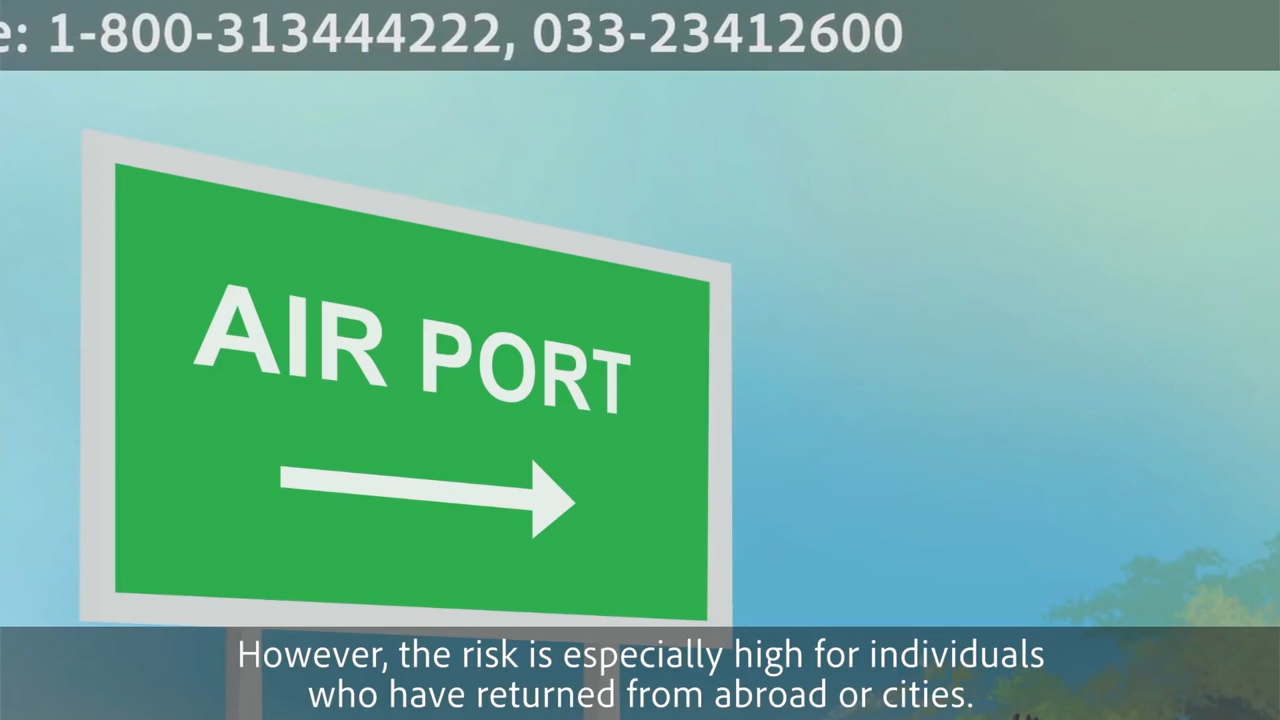 e: 1-800-313444222, 033-23412600
AIR PORT
However, the risk is especially high for individuals
who have returned from abroad or cities.